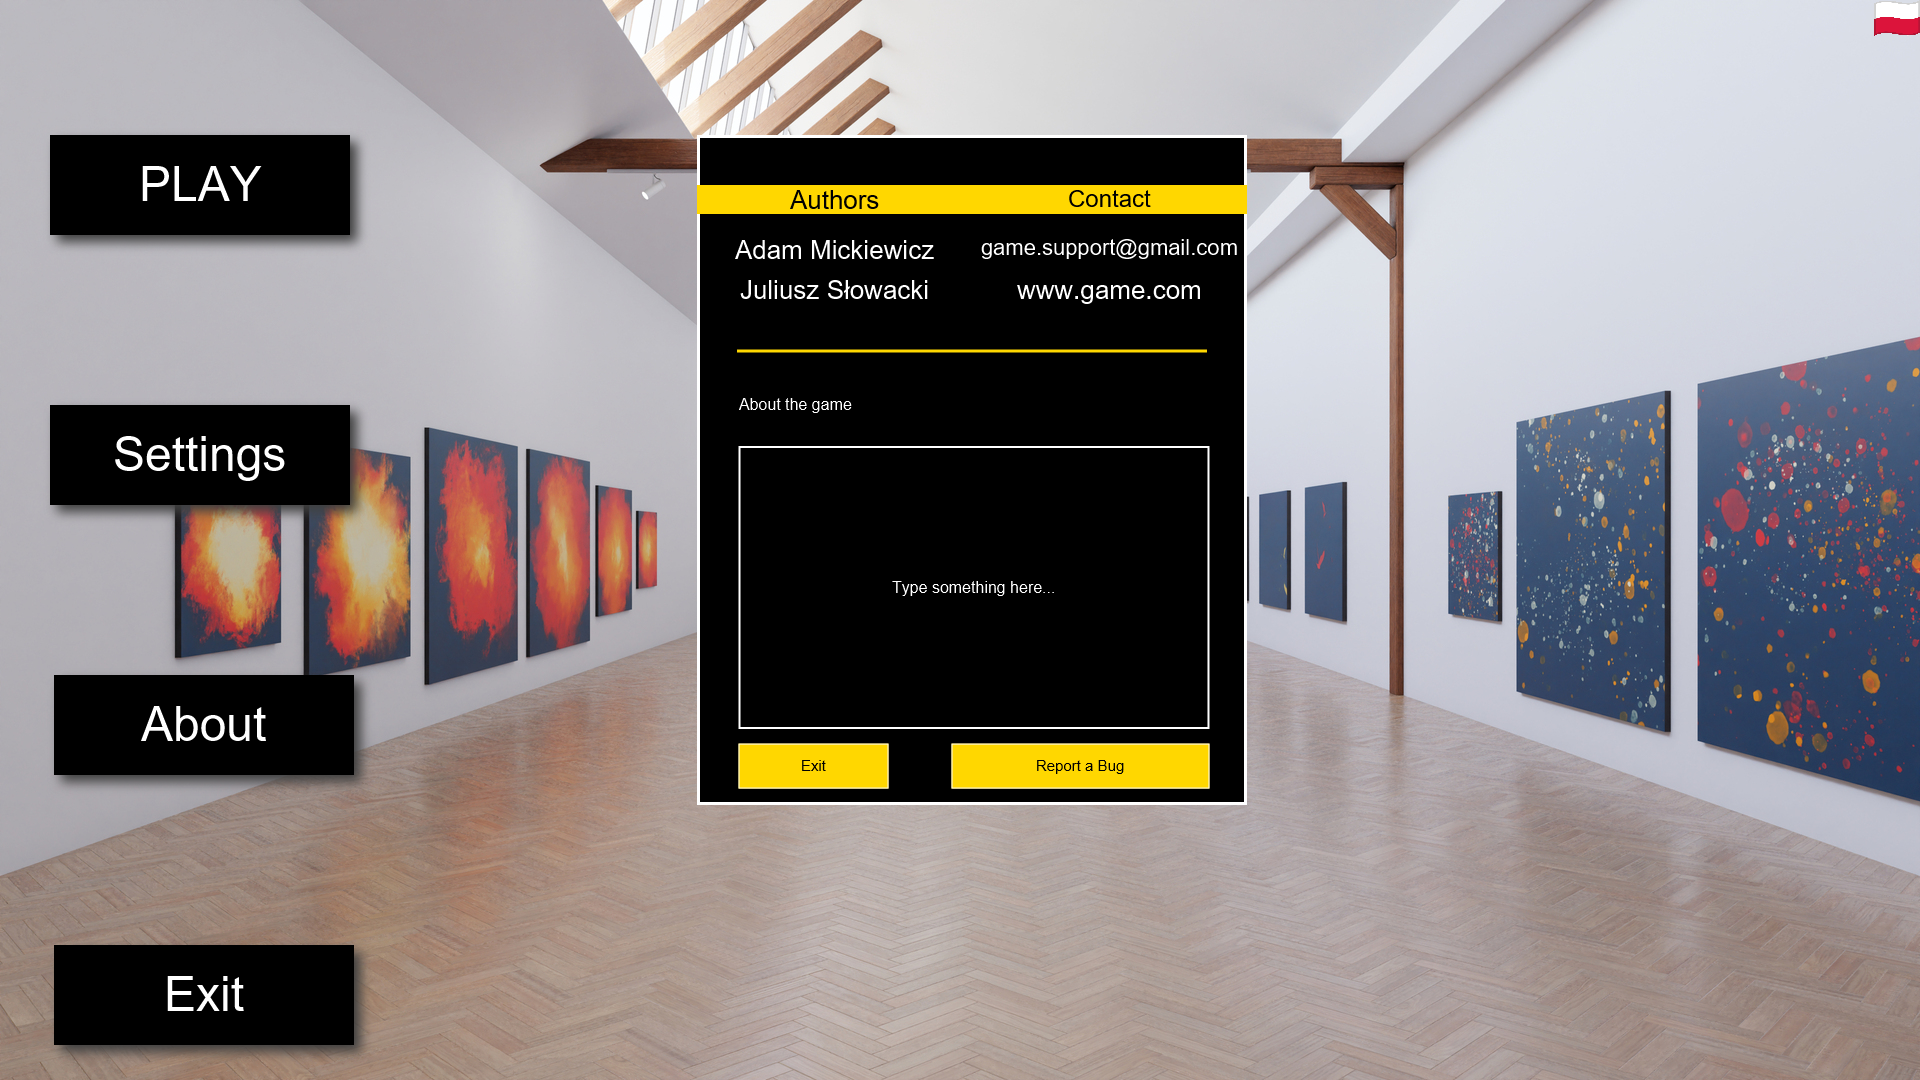 PLAY
Settings
About
Exit
Authors
Contact
Adam Mickiewicz
game.support@gmail.com
Juliusz Słowacki
www.game.com
About the game
Type something here...
Exit
Report a Bug